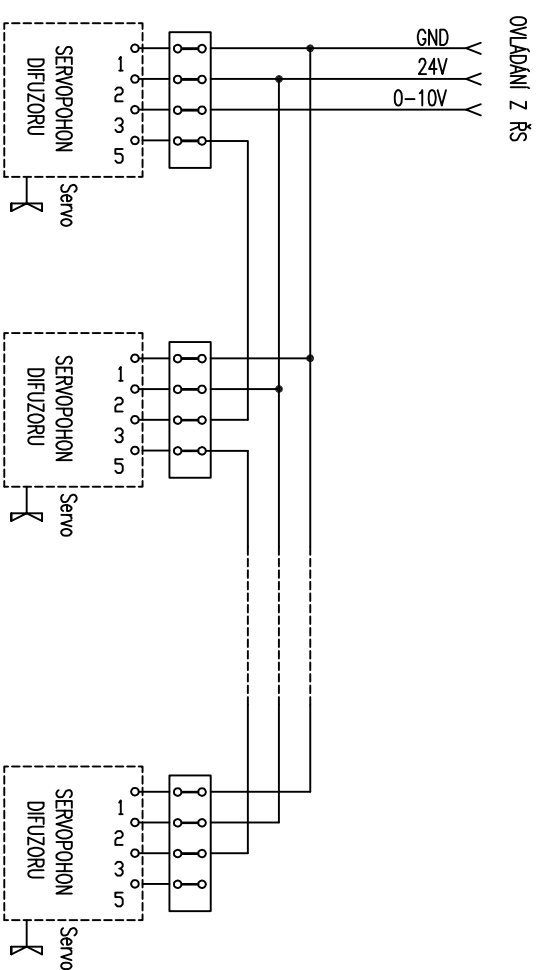 OVLÁDÁNÍ Z ŘS
GND
24V
0-10V
1
2
3
5
SERVOPOHON
DIFUZORU
Servo
1
2
3
5
SERVOPOHON
DIFUZORU
Servo
1
2
3
5
SERVOPOHON
DIFUZORU
Servo